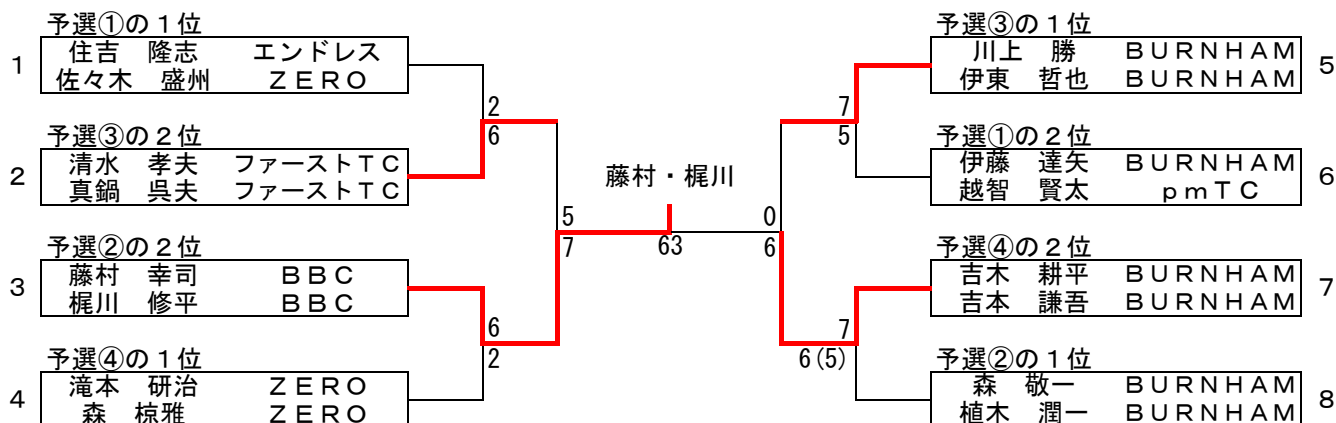 予選①の１位
1
住�　隆志　エンドレス
佐々木　盛州　ＺＥＲＯ
2
6
予選③の２位
2
清水　孝夫　ファーストＴＣ
真鍋　呉夫　ファーストＴＣ
5
7
予選②の２位
3
藤村　幸司　ＢＢＣ
梶川　修平　ＢＢＣ
6
2
予選④の１位
4
滝本　研治　ＺＥＲＯ
森　椋雅　ＺＥＲＯ
藤村・梶川
63
予選③の１位
川上　勝　ＢＵＲＮＨＡＭ
伊東　哲也　ＢＵＲＮＨＡＭ
5
7
5
予選①の２位
伊藤　達矢　ＢＵＲＮＨＡＭ
越智　賢太　ｐｍＴＣ
6
0
6
予選④の２位
吉木　耕平　ＢＵＲＮＨＡＭ
吉本　謙吾　ＢＵＲＮＨＡＭ
7
7
6(5)
予選②の１位
森　敬一　ＢＵＲＮＨＡＭ
植木　潤一　ＢＵＲＮＨＡＭ
8